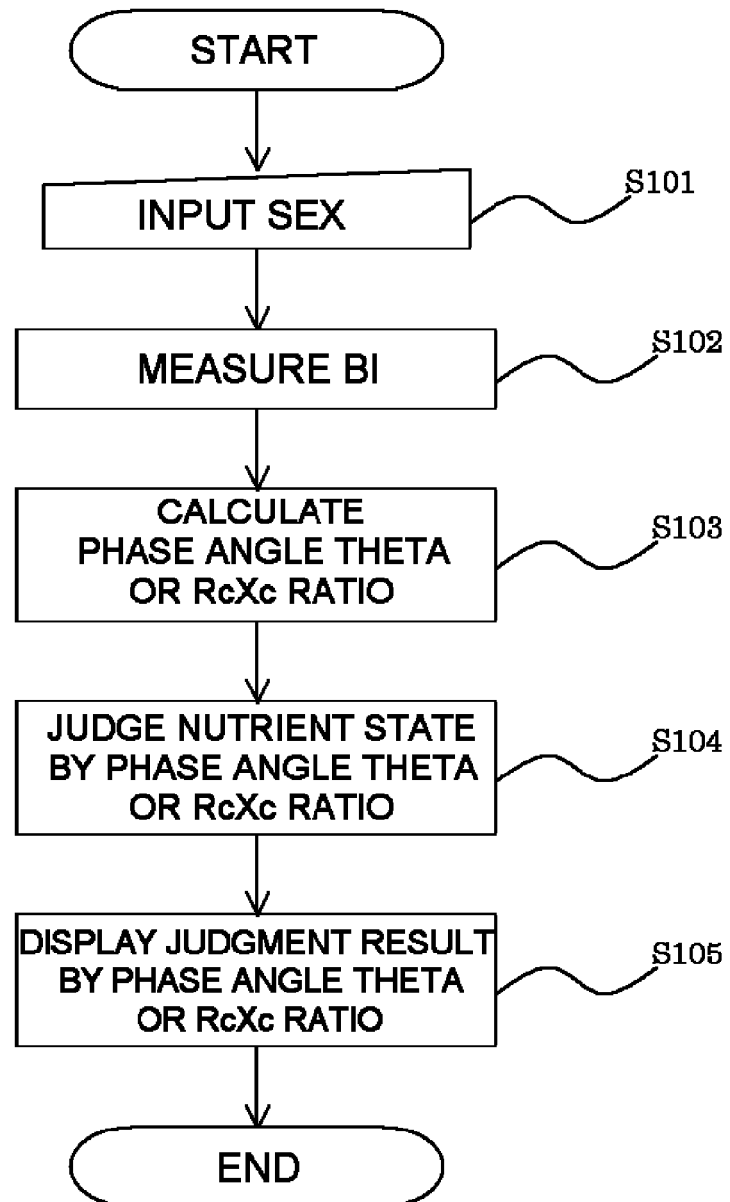 START
INPUT SEX
S101
MEASURE BI
S102
CALCULATE
PHASE ANGLE THETA
OR RcXc RATIO
S103
JUDGE NUTRIENT STATE
BY PHASE ANGLE THETA
OR RcXc RATIO
S104
DISPLAY JUDGMENT RESULT
BY PHASE ANGLE THETA
OR RcXc RATIO
S105
END